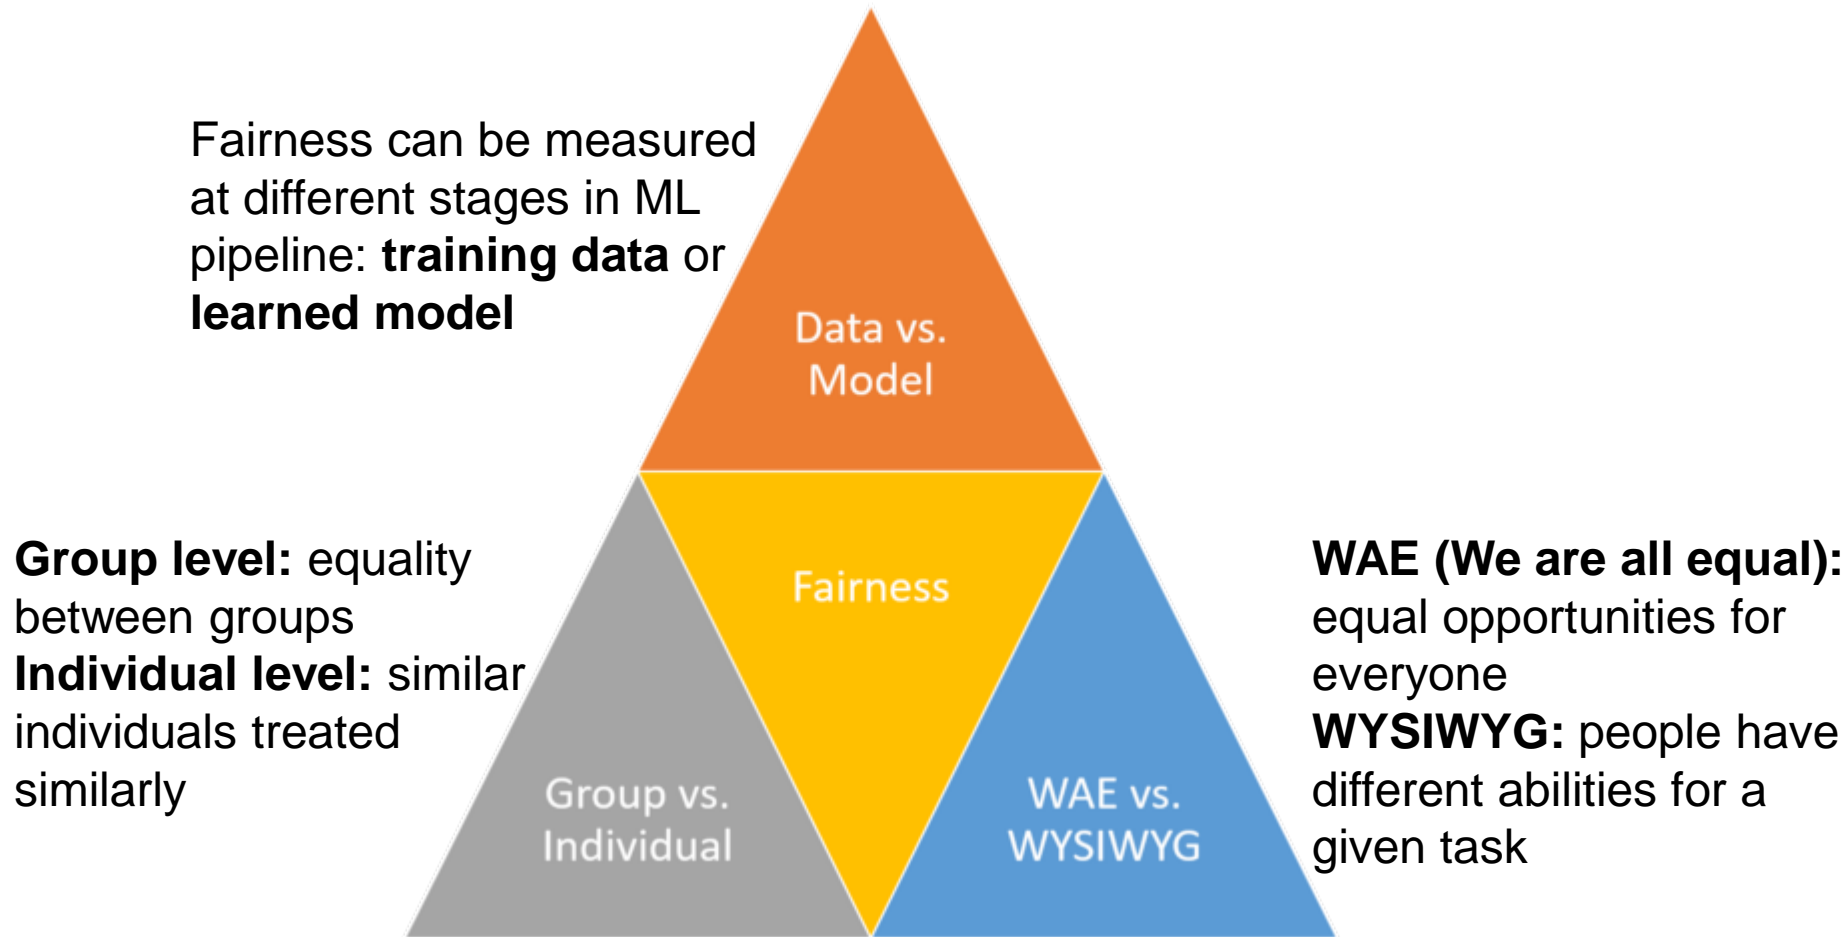 Fairness can be measured
at different stages in ML
pipeline: training data or
learned model
Data vs.
Model
Group level: equality
between groups
Individual level: similar
individuals treated
similarly
Fairness
WAE (We are all equal):
equal opportunities for
everyone
WYSIWYG: people have
different abilities for a
given task
Group vs.
Individual
WAE vs.
WYSIWYG